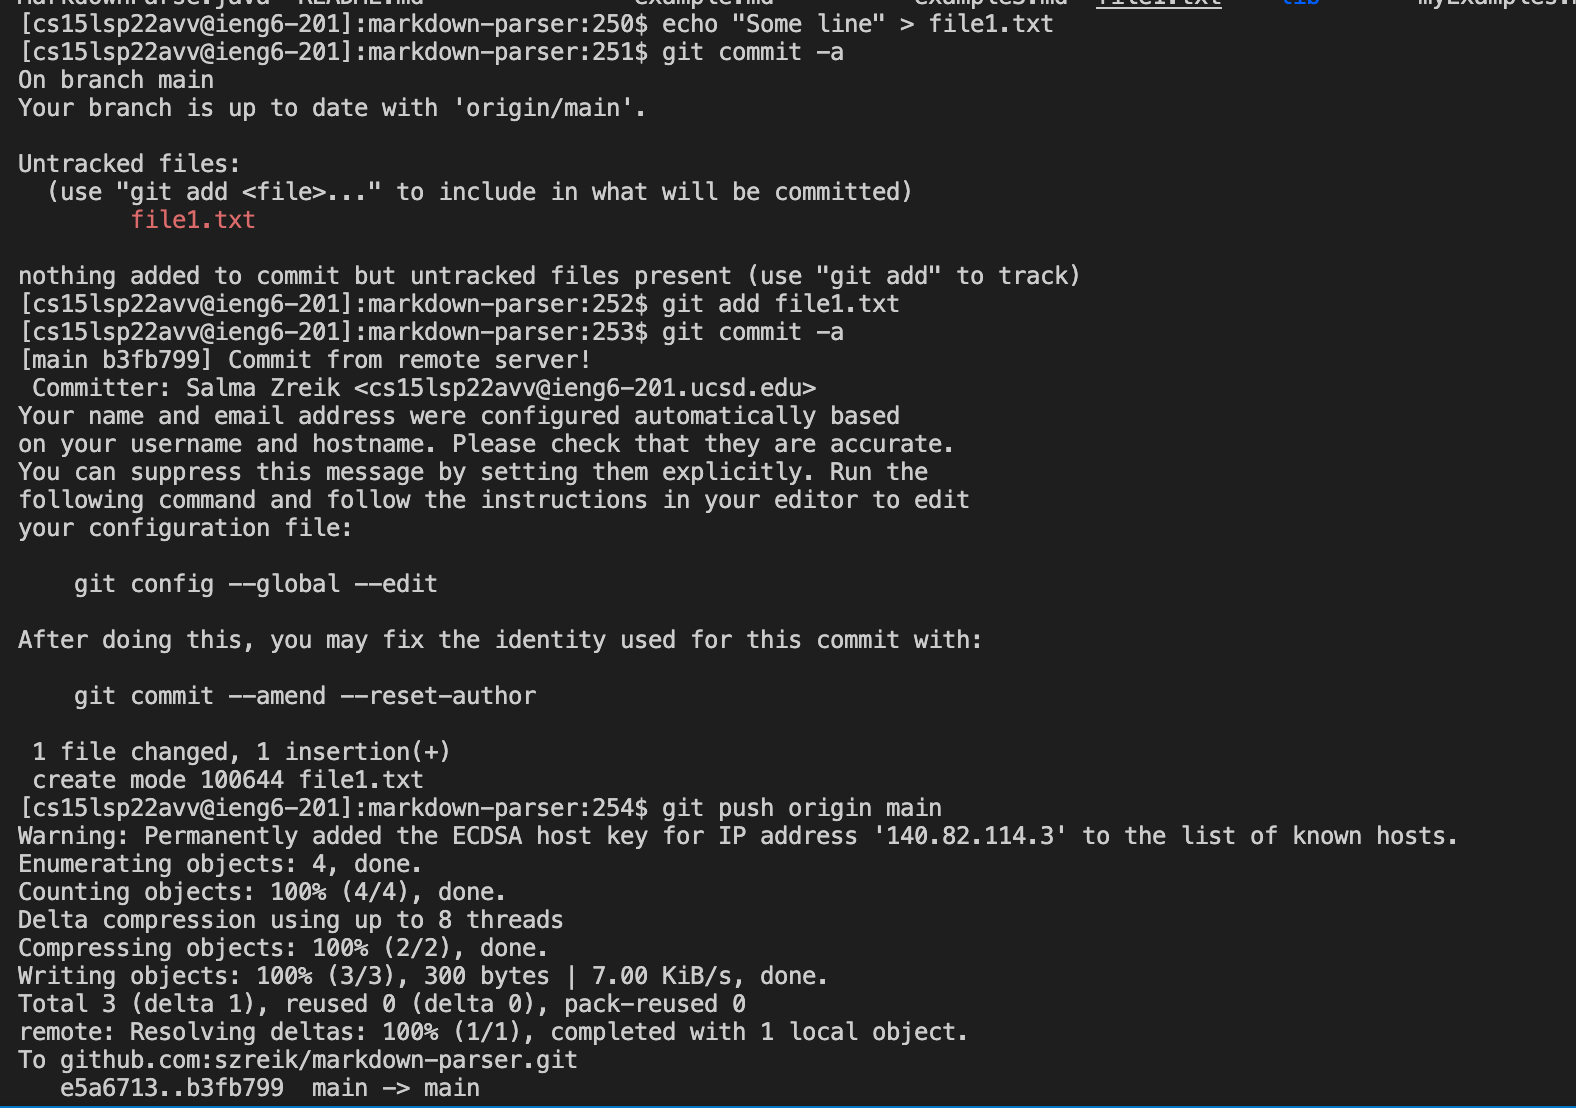 MarkdownParser.java README.md example.md example3.md file1.txt lib
[cs15lsp22avv@ieng6-201]:markdown-parser:250$ echo "Some line" > file1.txt
[cs15lsp22avv@ieng6-201]:markdown-parser:251$ git commit -a
On branch main
Your branch is up to date with 'origin/main'.
Untracked files:
(use "git add <file>..." to include in what will be committed)
file1.txt
nothing added to commit but untracked files present (use "git add" to track)
[cs15lsp22avv@ieng6-201]:markdown-parser:252$ git add file1.txt
[cs15lsp22avv@ieng6-201]:markdown-parser:253$ git commit -a
[main b3fb799] Commit from remote server!
Committer: Salma Zreik <cs15lsp22avv@ieng6-201.ucsd.edu>
Your name and email address were configured automatically based
on your username and hostname. Please check that they are accurate.
You can suppress this message by setting them explicitly. Run the
following command and follow the instructions in your editor to edit
your configuration file:
git config --global --edit
After doing this, you may fix the identity used for this commit with:
git commit --amend --reset-author
1 file changed, 1 insertion(+)
create mode 100644 file1.txt
[cs15lsp22avv@ieng6-201]:markdown-parser:254$ git push origin main
Warning: Permanently added the ECDSA host key for IP address '140.82.114.3' to the list of known hosts.
Enumerating objects: 4, done.
Counting objects: 100% (4/4), done.
Delta compression using up to 8 threads
Compressing objects: 100% (2/2), done.
Writing objects: 100% (3/3), 300 bytes | 7.00 KiB/s, done.
Total 3 (delta 1), reused 0 (delta 0), pack-reused 0
remote: Resolving deltas: 100% (1/1), completed with 1 local object.
To github.com:szreik/markdown-parser.git
e5a6713..b3fb799 main -> main